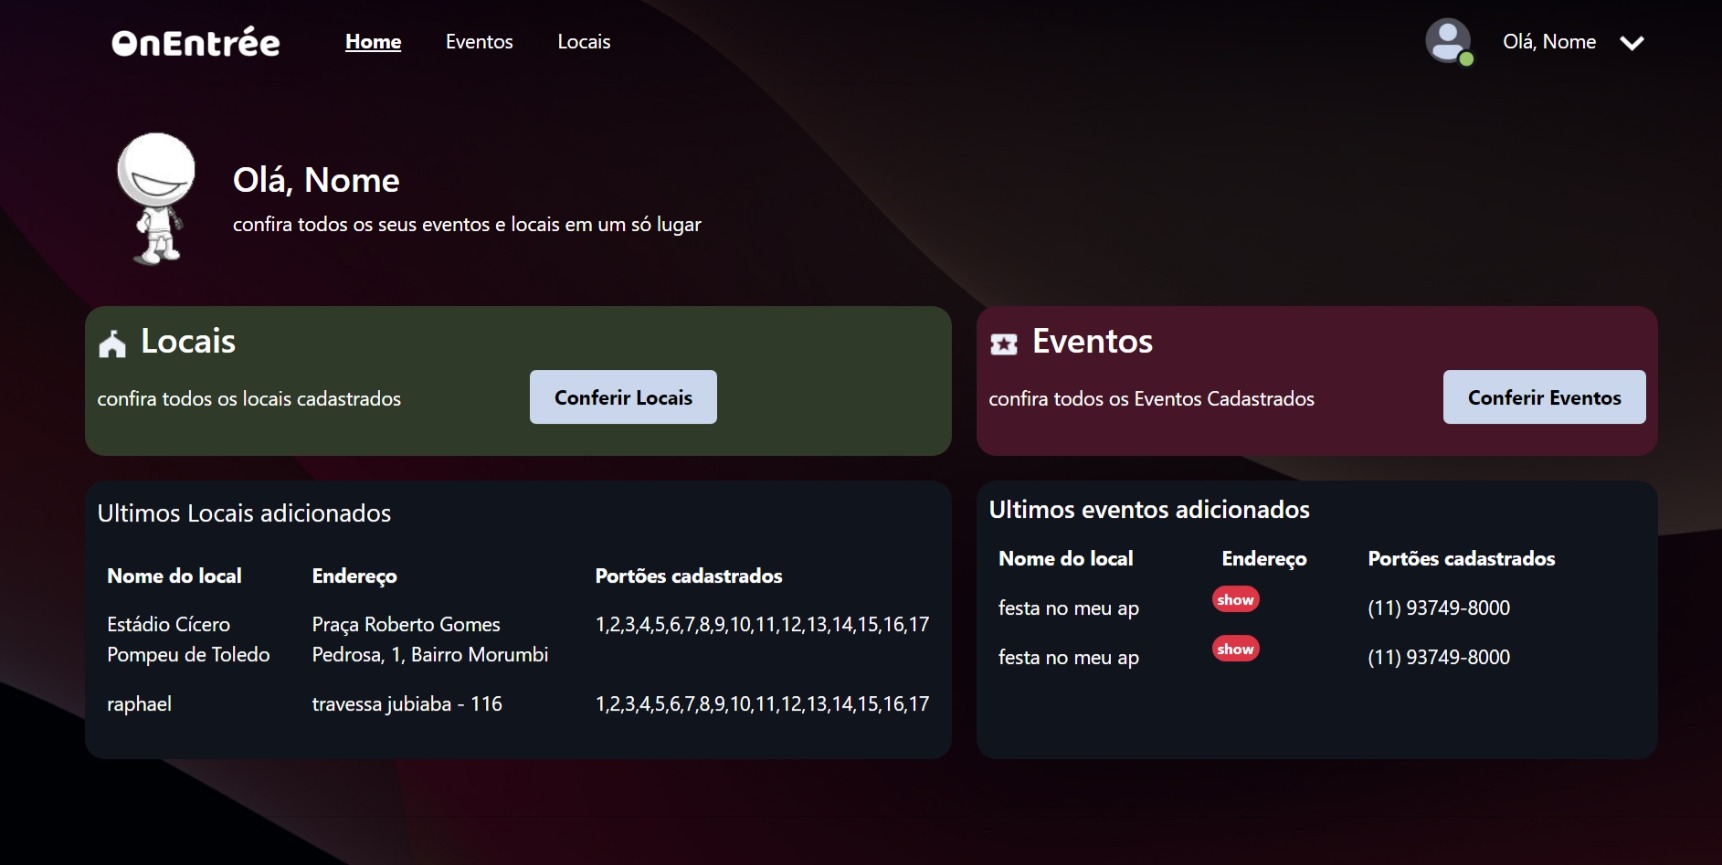 OnEntrée
Home Eventos Locais
Olá, Nome
Olá, Nome
confira todos os seus eventos e locais em um só lugar
Locais
confira todos os locais cadastrados
Conferir Locais
Eventos
confira todos os Eventos Cadastrados
Conferir Eventos
Ultimos Locais adicionados
Nome do local Endereço Portões cadastrados
Estádio Cícero Praça Roberto Gomes 1,2,3,4,5,6,7,8,9,10,11,12,13,14,15,16,17
Pompeu de Toledo Pedrosa, 1, Bairro Morumbi
raphael travessa jubiaba - 116 1,2,3,4,5,6,7,8,9,10,11,12,13,14,15,16,17
Ultimos eventos adicionados
Nome do local Endereço Portões cadastrados
festa no meu ap show (11) 93749-8000
festa no meu ap show (11) 93749-8000